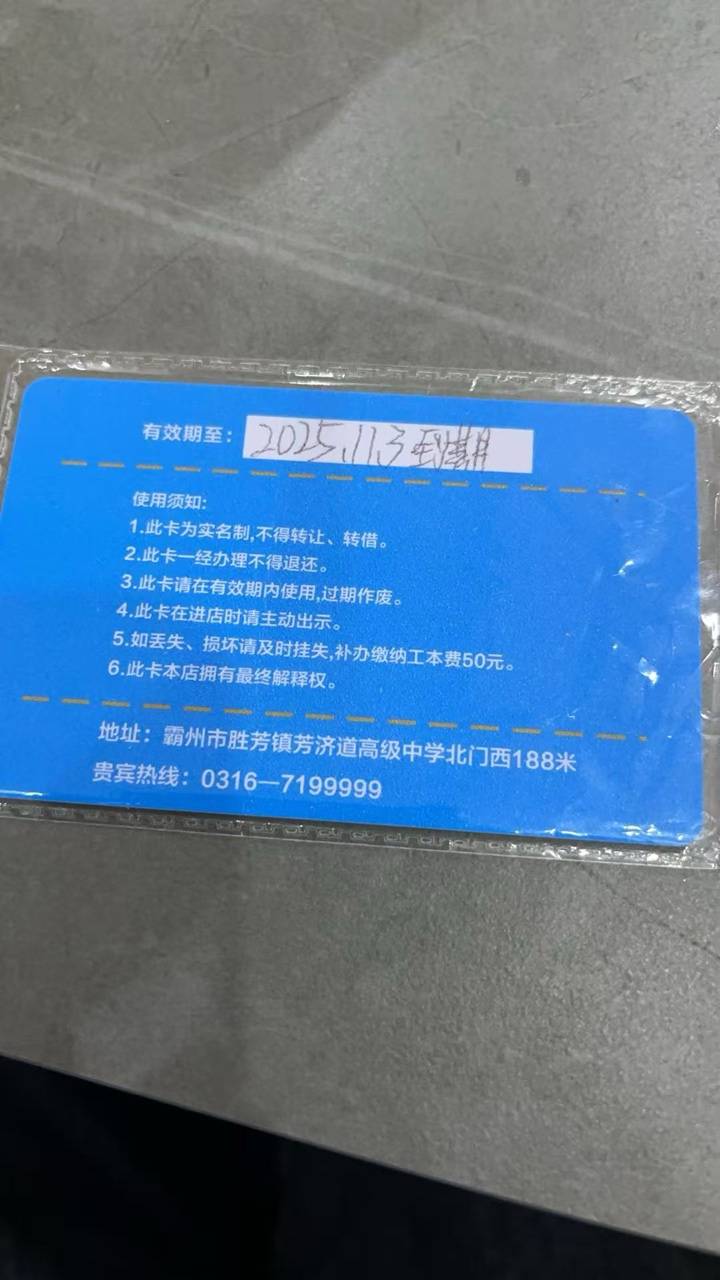 有效期至：2025.11.3到期
使用须知:
1.此卡为实名制,不得转让、转借。
2.此卡一经办理不得退还。
3.此卡请在有效期内使用,过期作废。
4.此卡在进店时请主动出示。
5.如丢失、损坏请及时挂失,补办缴纳工本费50元。
6.此卡本店拥有最终解释权。
地址：霸州市胜芳镇芳济道高级中学北门西188米
贵宾热线：0316—7199999